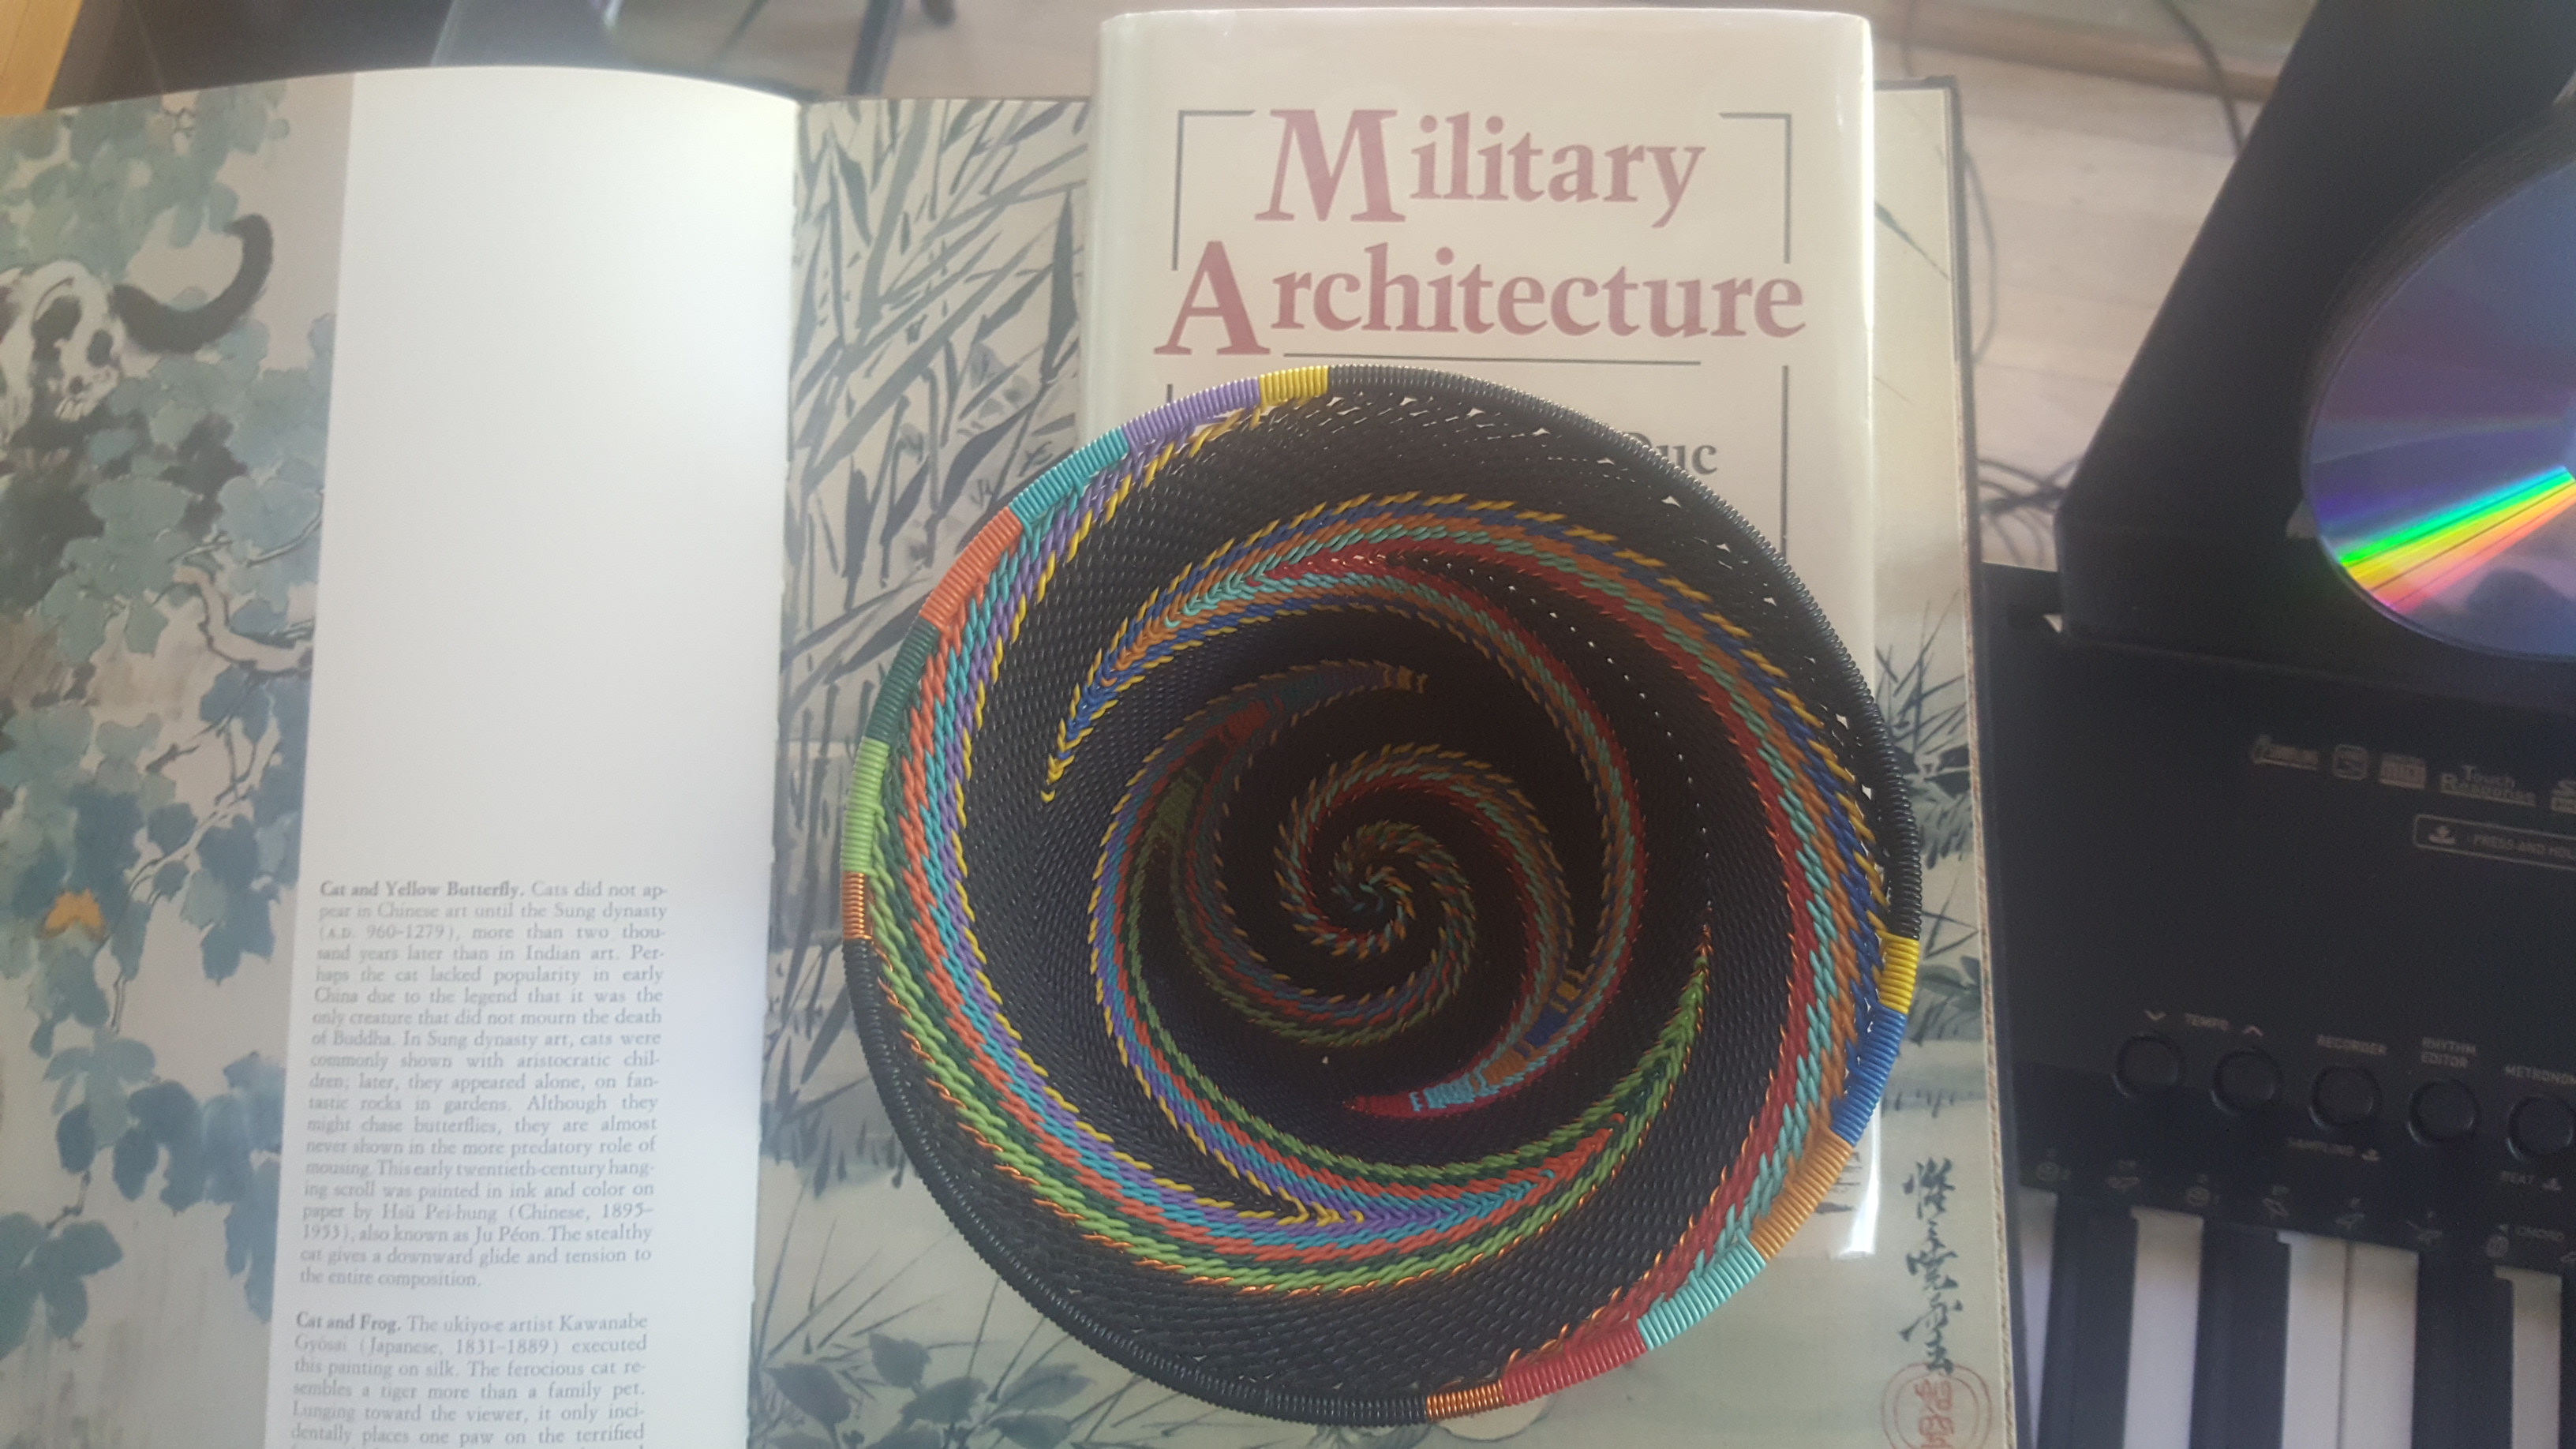 Cat and Yellow Butterfly. Cats did not ap-
pear in Chinese art until the Sung dynasty
(A.D. 960–1279), more than two thou-
sand years later than in Indian art. Per-
haps the cat lacked popularity in early
China due to the legend that it was the
only creature that did not mourn the death
of Buddha. In Sung dynasty art, cats were
commonly shown with aristocratic chil-
dren; later, they appeared alone, on fan-
tastic rocks in gardens. Although they
might chase butterflies, they are almost
never shown in the more predatory role of
mousing. This early twentieth-century hang-
ing scroll was painted in ink and color on
paper by Hsü Pei-hung (Chinese, 1895–
1953), also known as Ju Péon. The stealthy
cat gives a downward glide and tension to
the entire composition.
Cat and Frog. The ukiyo-e artist Kawanabe
Gyōsai (Japanese, 1831–1889) executed
this painting on silk. The ferocious cat re-
sembles a tiger more than a family pet.
Lunging toward the viewer, it only inci-
dentally places one paw on the terrified
Military
Architecture
uc
Touch
Response
PRESS AND HOL
TEMPO
RECORDER
RHYTHM
EDITOR
METRONO
SAMPLING
BEAT
CHORD